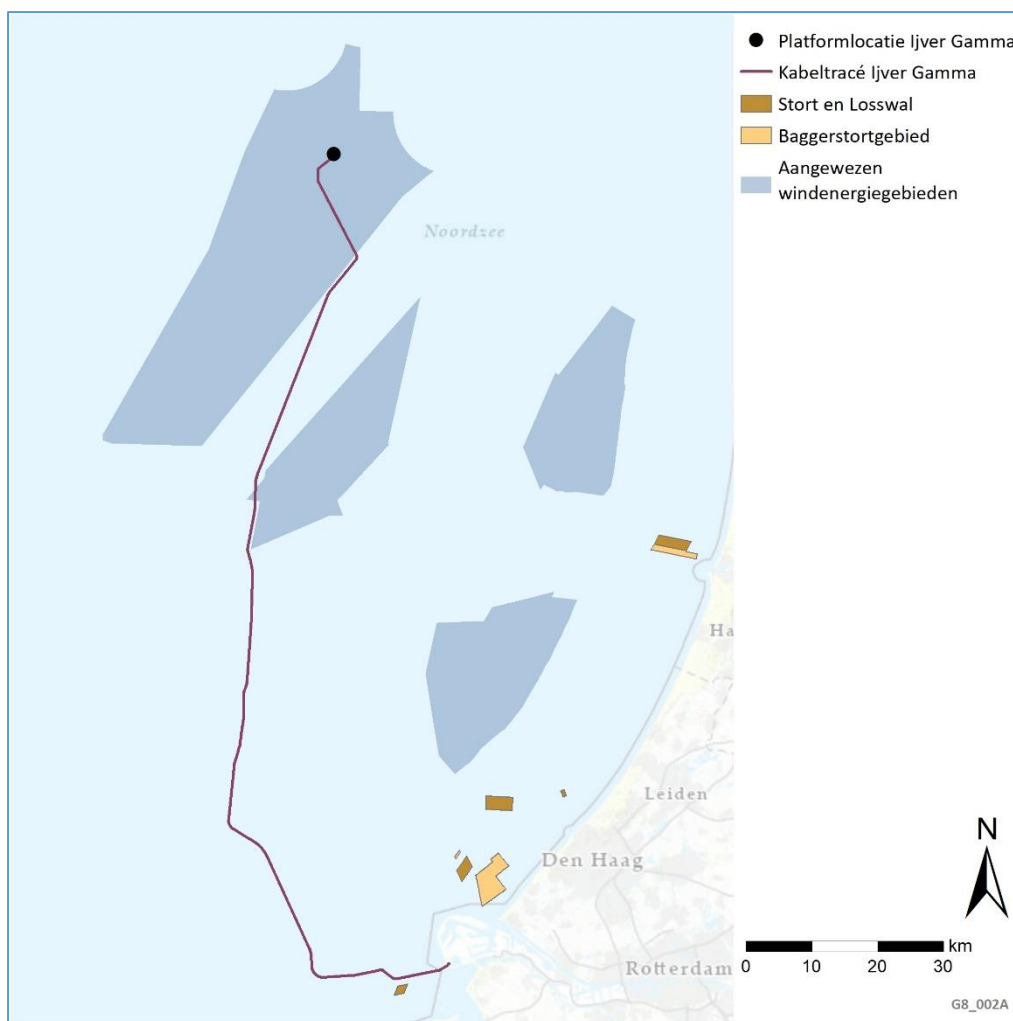 Platformlocatie Ijver Gamma
Kabeltracé Ijver Gamma
Stort en Losswal
Baggerstortgebied
Aangewezen
windenergiegebieden
Noordzee
Ha
Leiden
Den Haag
Rotterdam
N
km
0 10 20 30
G8_002A